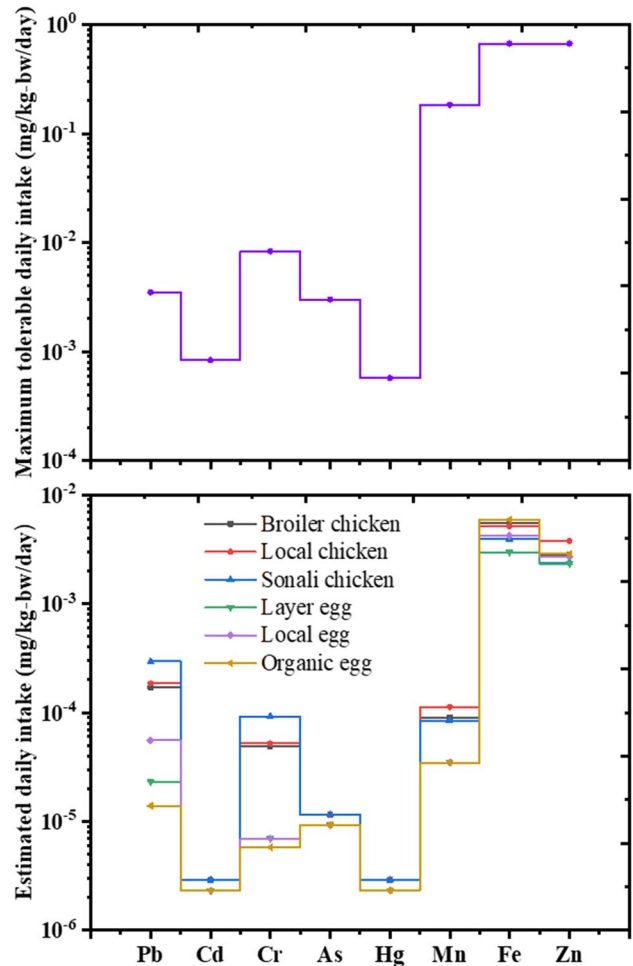 Maximum tolerable daily intake (mg/kg-bw/day)
10⁰
10⁻¹
10⁻²
10⁻³
10⁻⁴
Estimated daily intake (mg/kg-bw/day)
10⁻²
10⁻³
10⁻⁴
10⁻⁵
10⁻⁶
Broiler chicken
Local chicken
Sonali chicken
Layer egg
Local egg
Organic egg
Pb Cd Cr As Hg Mn Fe Zn